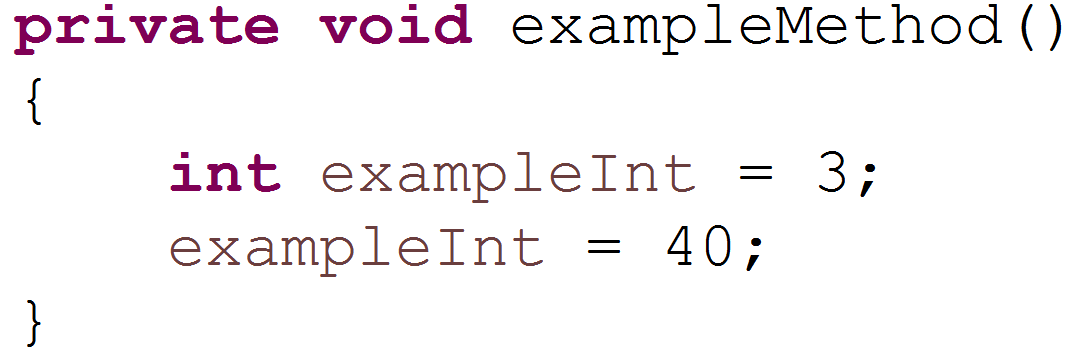 private void exampleMethod()
{
    int exampleInt = 3;
    exampleInt = 40;
}